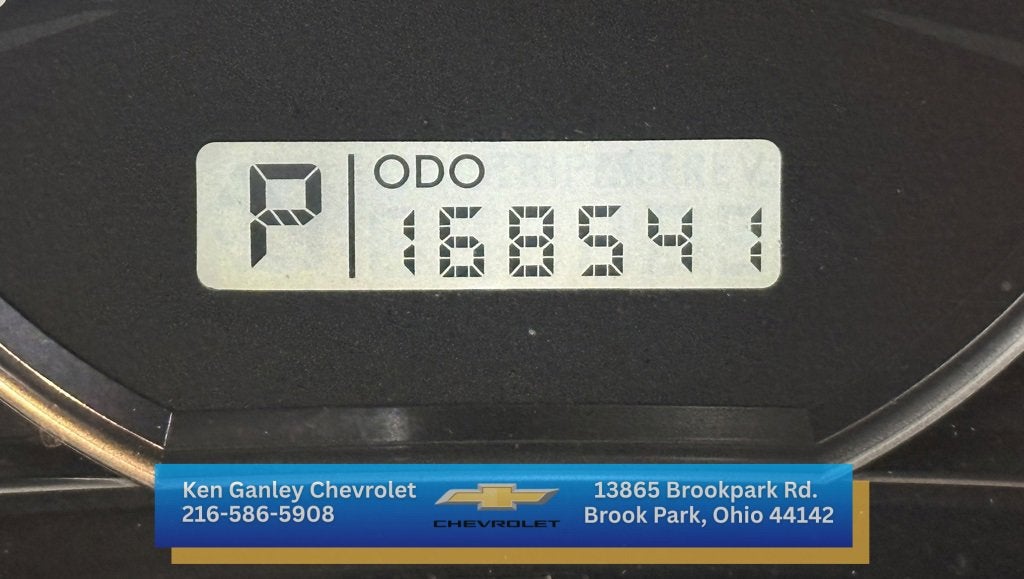 P
ODO
168541
Ken Ganley Chevrolet
216-586-5908
CHEVROLET
13865 Brookpark Rd.
Brook Park, Ohio 44142